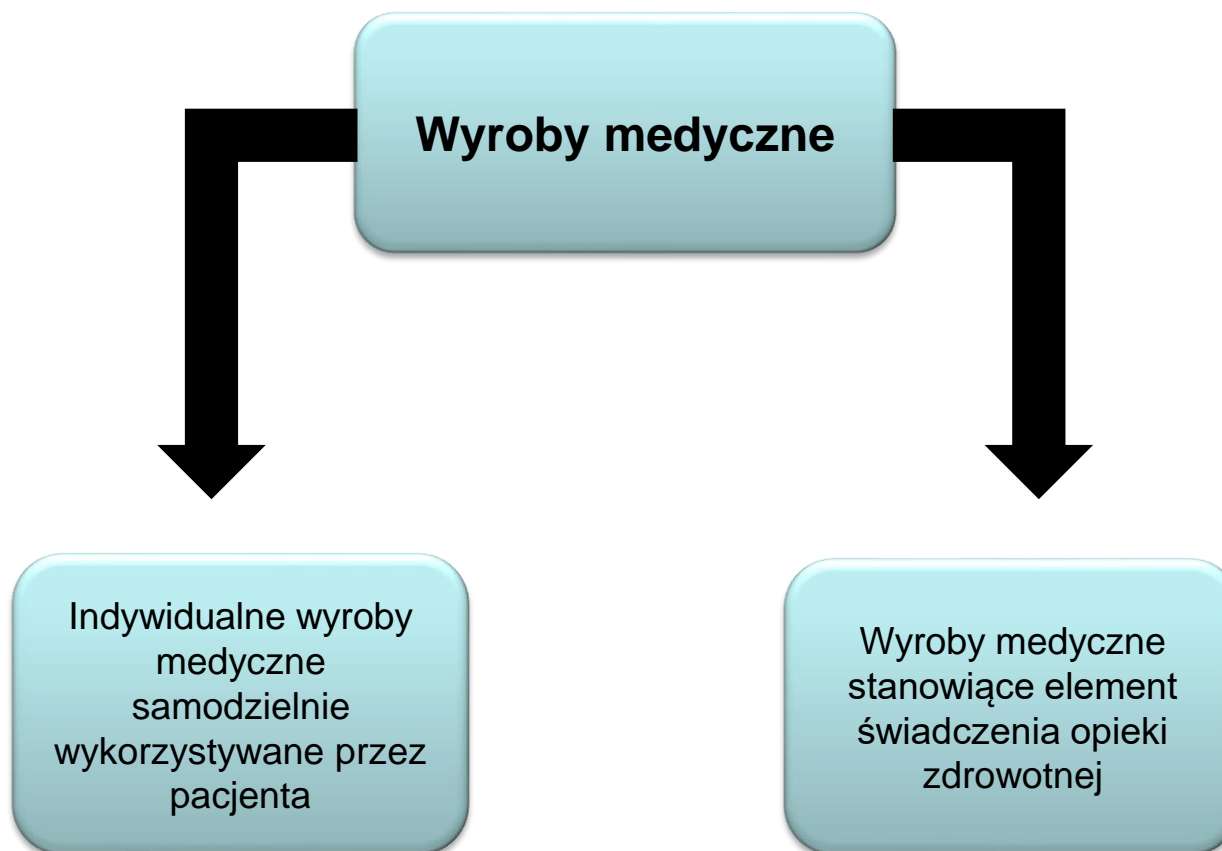 Wyroby medyczne
Indywidualne wyroby
medyczne
samodzielnie
wykorzystywane przez
pacjenta
Wyroby medyczne
stanowiące element
świadczenia opieki
zdrowotnej